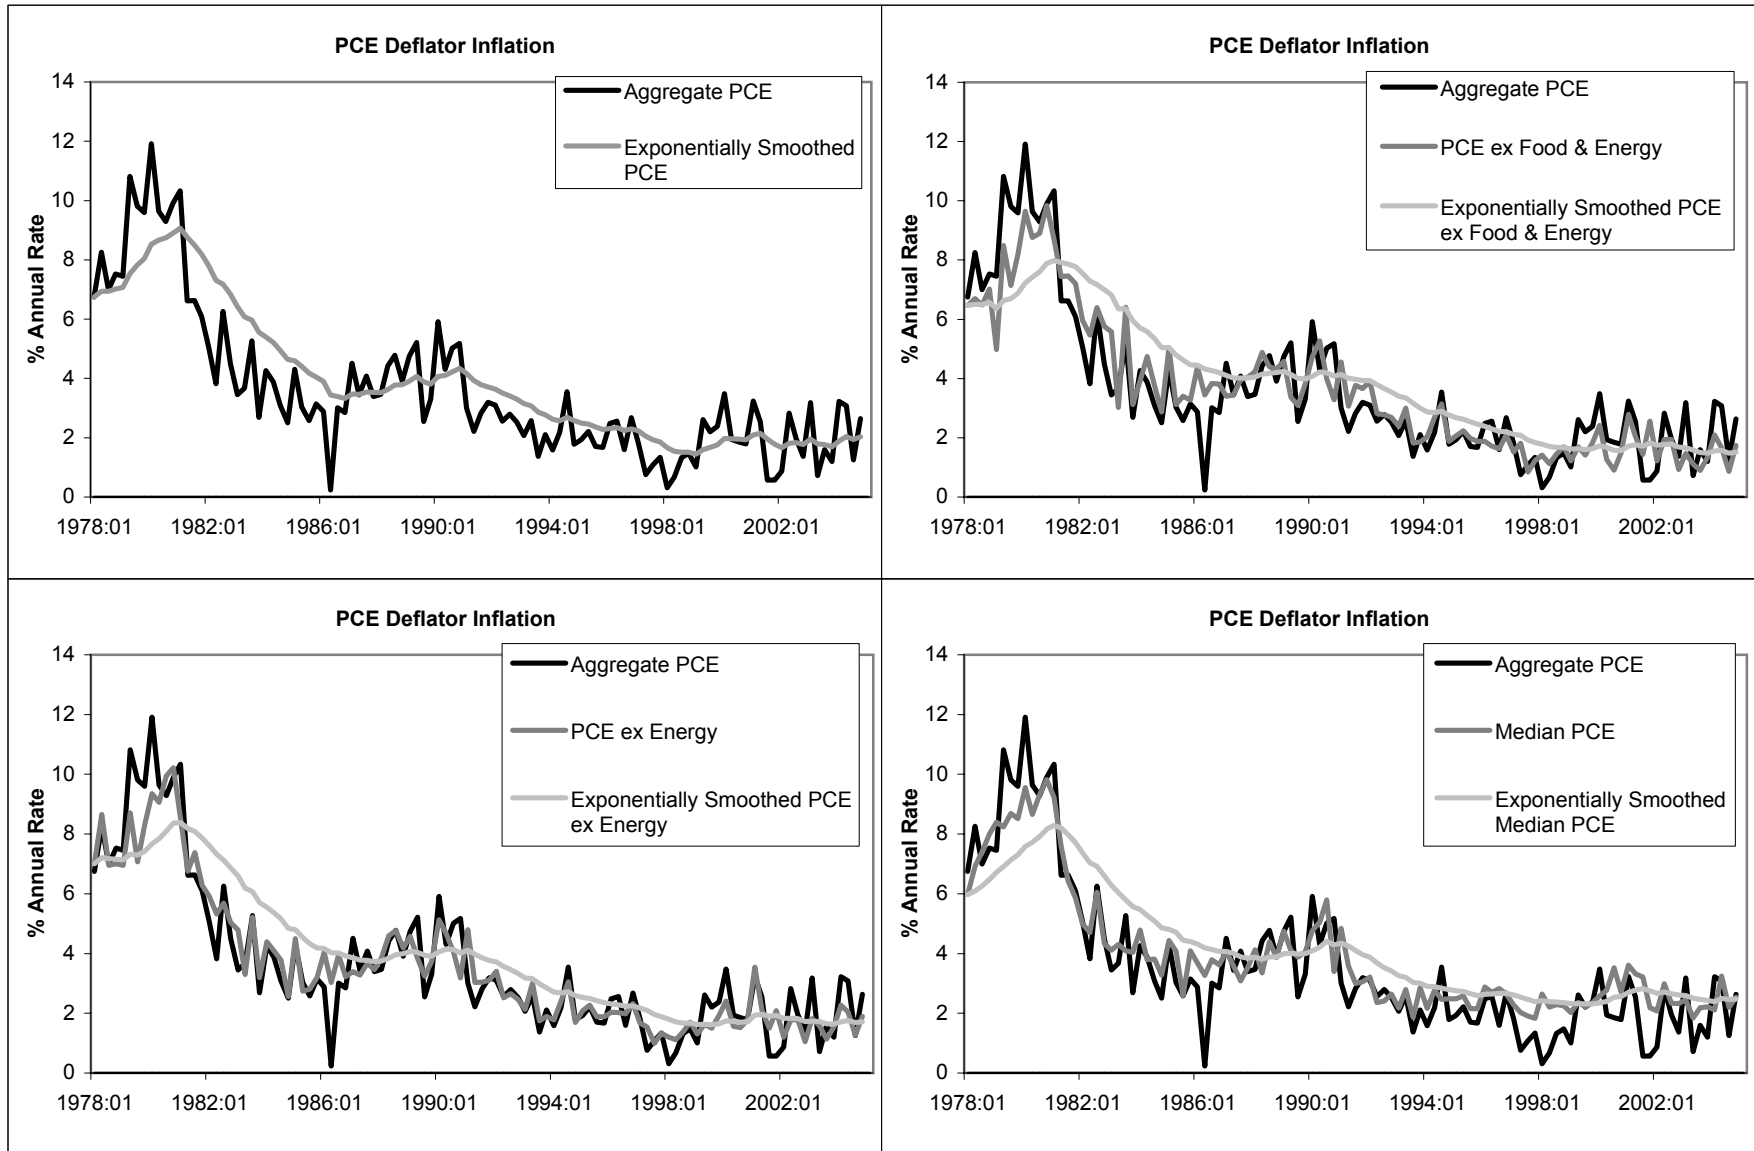 PCE Deflator Inflation
% Annual Rate
14
12
10
8
6
4
2
0
1978:01 1982:01 1986:01 1990:01 1994:01 1998:01 2002:01
Aggregate PCE
Exponentially Smoothed
PCE
PCE Deflator Inflation
% Annual Rate
14
12
10
8
6
4
2
0
1978:01 1982:01 1986:01 1990:01 1994:01 1998:01 2002:01
Aggregate PCE
PCE ex Food & Energy
Exponentially Smoothed PCE
ex Food & Energy
PCE Deflator Inflation
% Annual Rate
14
12
10
8
6
4
2
0
1978:01 1982:01 1986:01 1990:01 1994:01 1998:01 2002:01
Aggregate PCE
PCE ex Energy
Exponentially Smoothed PCE
ex Energy
PCE Deflator Inflation
% Annual Rate
14
12
10
8
6
4
2
0
1978:01 1982:01 1986:01 1990:01 1994:01 1998:01 2002:01
Aggregate PCE
Median PCE
Exponentially Smoothed
Median PCE